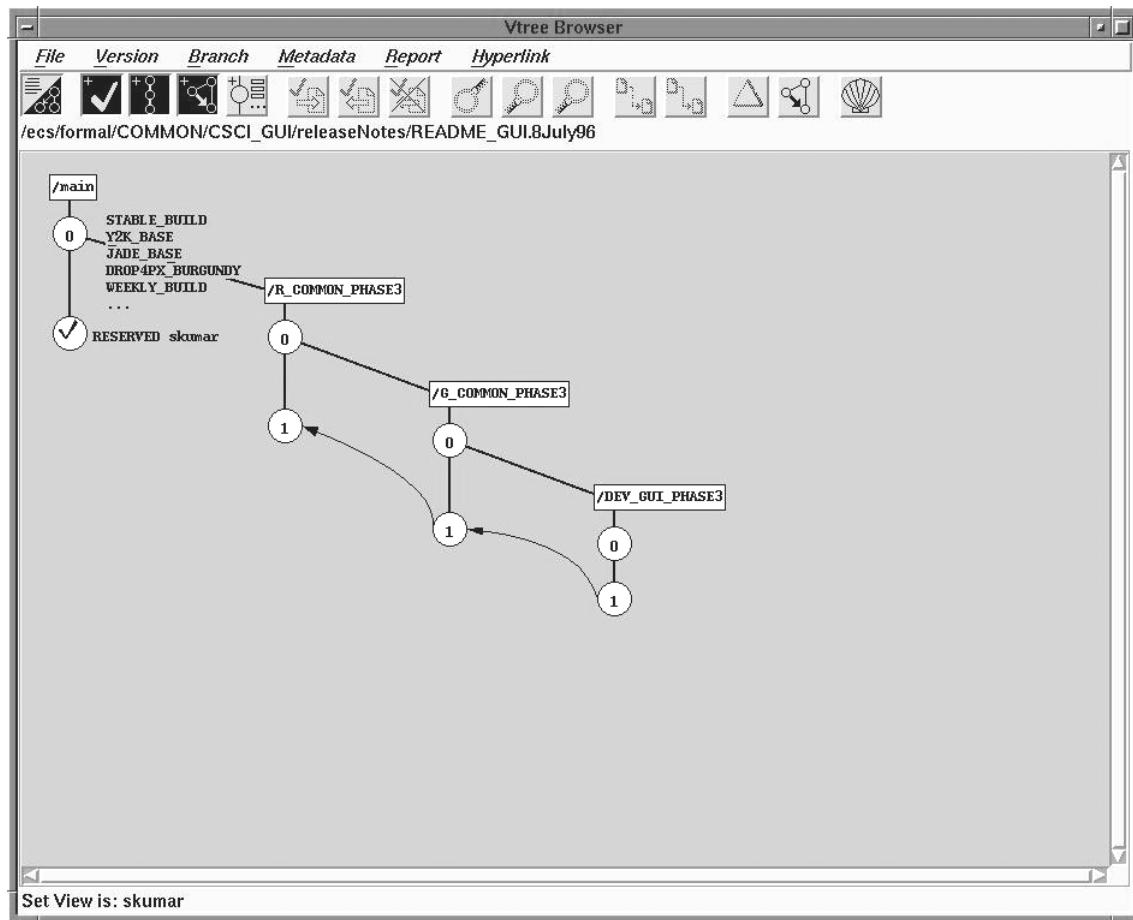 Vtree Browser
File Version Branch Metadata Report Hyperlink
/ecs/formal/COMMON/CSCI_GUI/releaseNotes/README_GUI.8July96
/main
0
STABLE_BUILD
Y2K_BASE
JADE_BASE
DROP4PX_BURGUNDY
WEEKLY_BUILD
...
RESERVED skumar
/R_COMMON_PHASE3
0
1
/G_COMMON_PHASE3
0
1
/DEV_GUI_PHASE3
0
1
Set View is: skumar